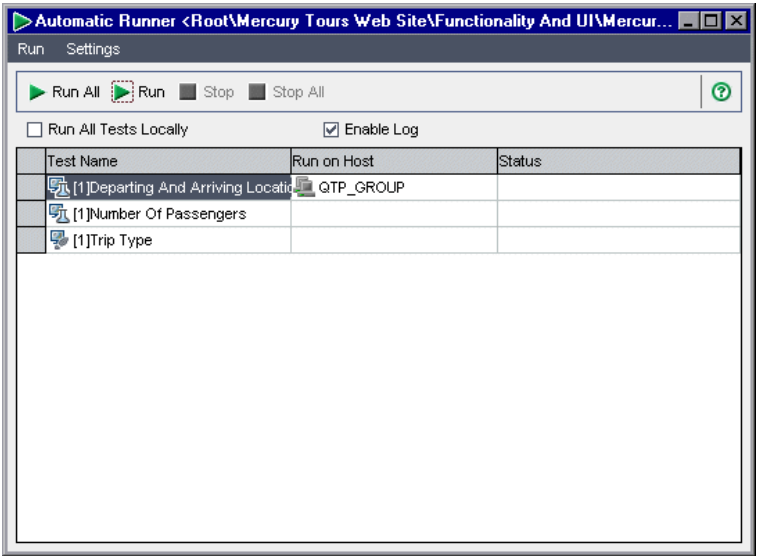 Automatic Runner <Root\Mercury Tours Web Site\Functionality And UI\Mercur...
Run Settings
Run All Run Stop Stop All
Run All Tests Locally Enable Log
Test Name Run on Host Status
[1]Departing And Arriving Locatio QTP_GROUP
[1]Number Of Passengers
[1]Trip Type